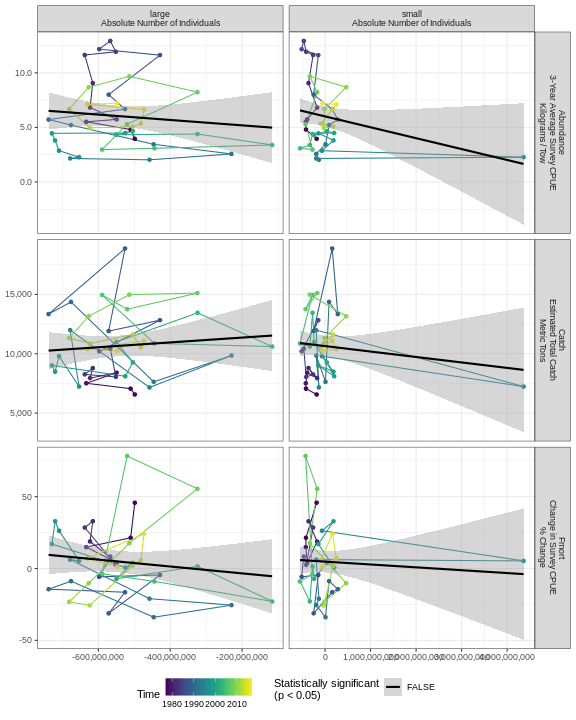 large
Absolute Number of Individuals
small
Absolute Number of Individuals
10.0
5.0
0.0
Abundance
3-Year Average Survey CPUE
Kilograms / Tow
15,000
10,000
5,000
Catch
Estimated Total Catch
Metric Tons
50
0
-50
Fmort
Change in Survey CPUE
% Change
-600,000,000
-400,000,000
-200,000,000
0
1,000,000,000
2,000,000,000
3,000,000,000
4,000,000,000
Time
1980 1990 2000 2010
Statistically significant
(p < 0.05)
FALSE